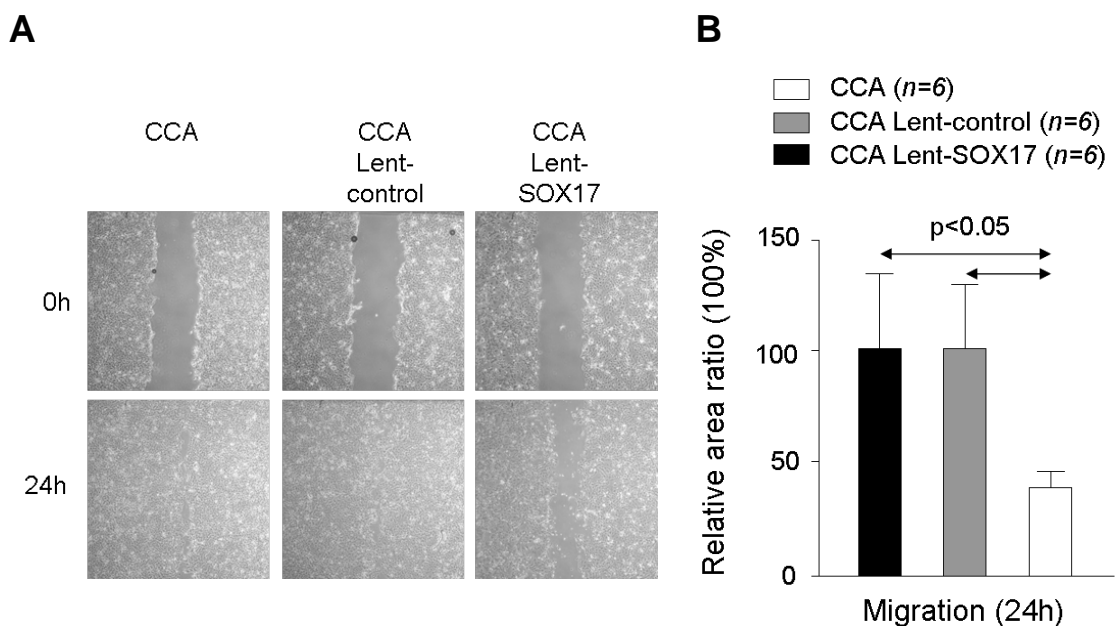 A
CCA
CCA
Lent-
control
CCA
Lent-
SOX17
0h
24h
B
CCA (n=6)
CCA Lent-control (n=6)
CCA Lent-SOX17 (n=6)
p<0.05
Relative area ratio (100%)
150
100
50
0
Migration (24h)